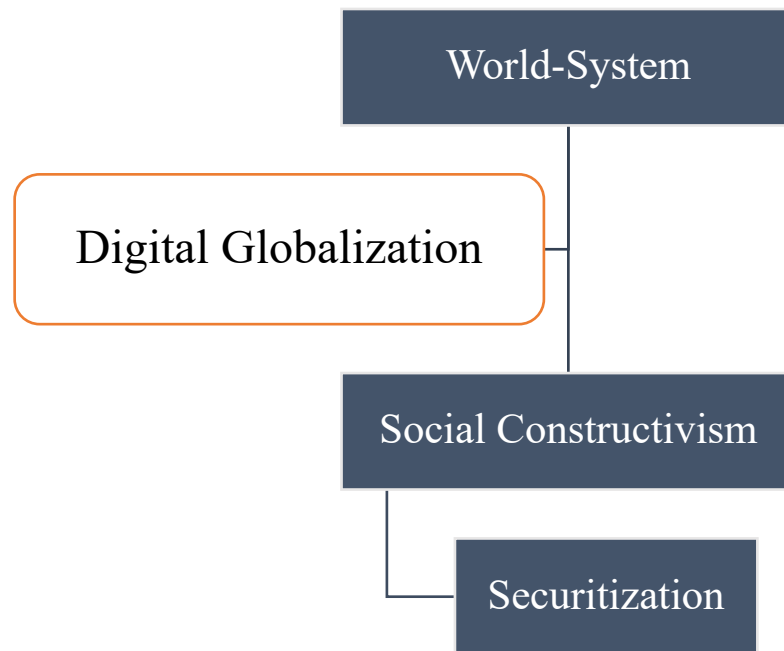 World-System
Digital Globalization
Social Constructivism
Securitization